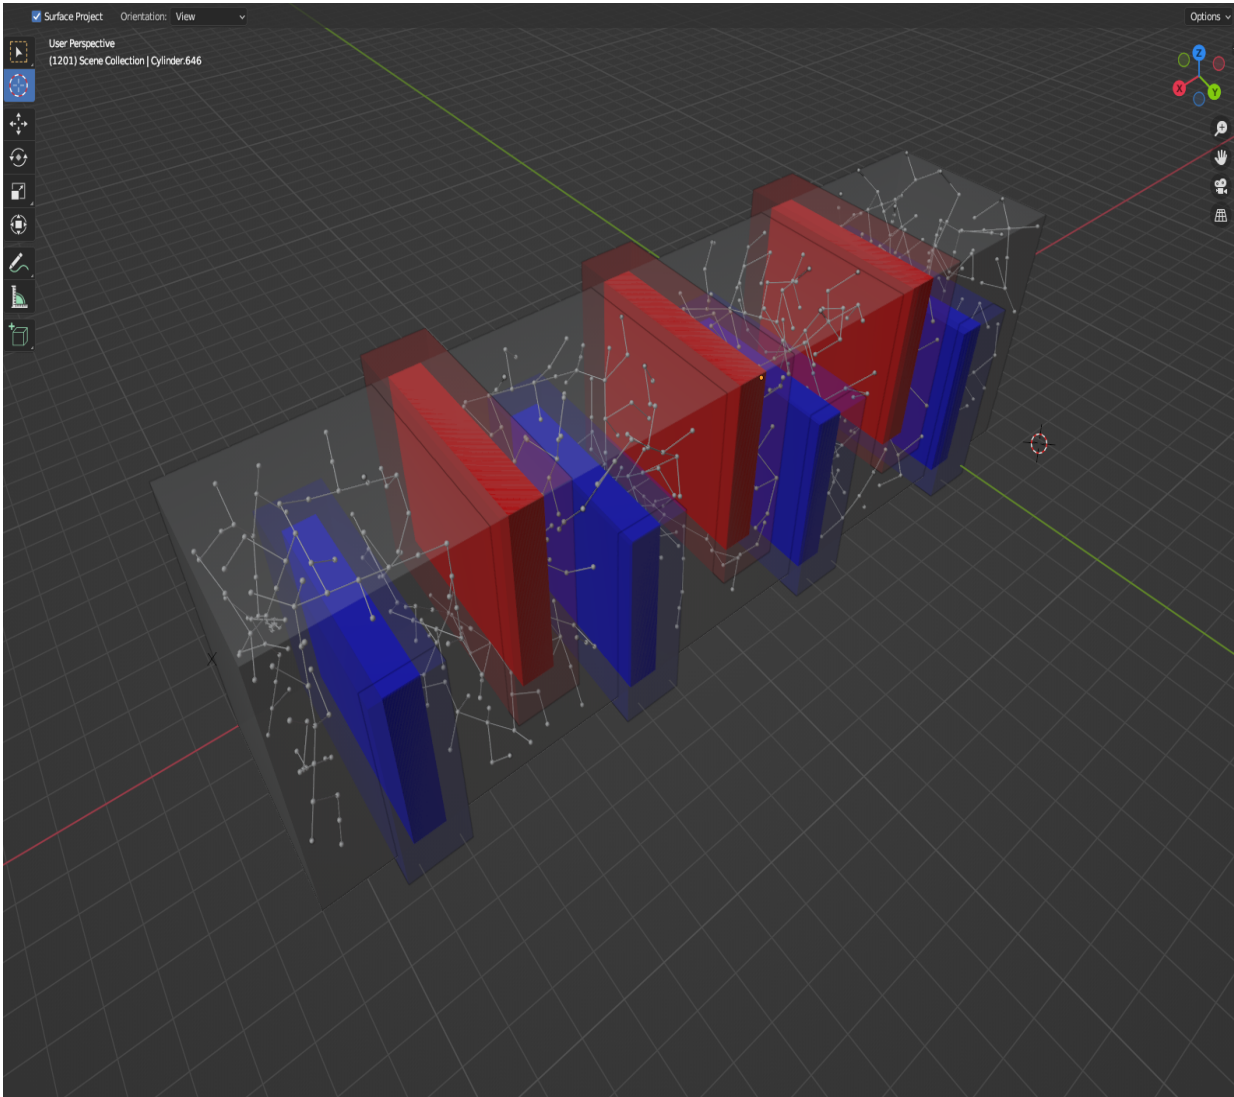 Surface Project Orientation: View Options
User Perspective
(1201) Scene Collection | Cylinder.646
Z
X Y